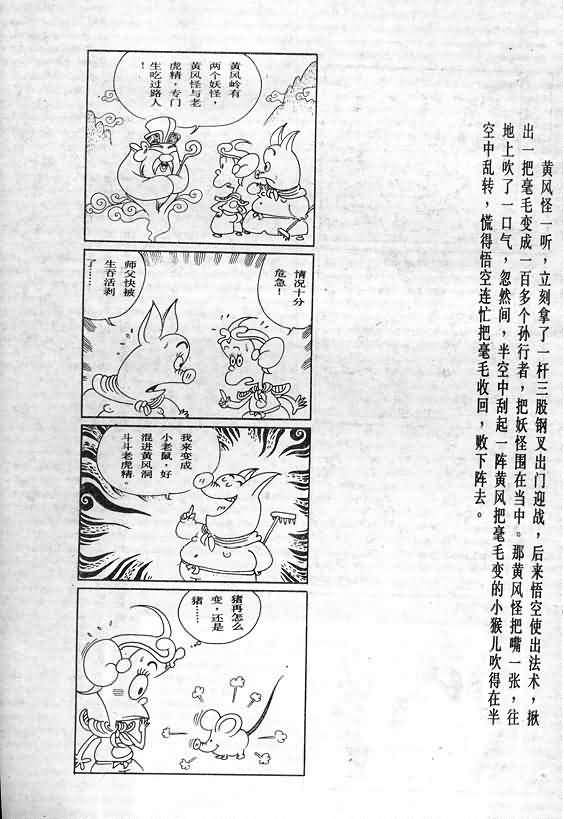 黄风岭有
两个妖怪，
黄风怪与老
虎精，专门
生吃过路人
！
情况十分
危急！
师父快被
生吞活剥
了……
我来变成
小老鼠，好
混进黄风洞
斗斗老虎精。
猪再怎么
变，还是
猪……
黄风怪一听，立刻拿了一杆三股钢叉出门迎战，后来悟空使出法术，揪
出一把毫毛变成一百多个孙行者，把妖怪围在当中。那黄风怪把嘴一张，往
地上吹了一口气，忽然间，半空中刮起一阵黄风把毫毛变的小猴儿吹得在半
空中乱转，慌得悟空连忙把毫毛收回，败下阵去。